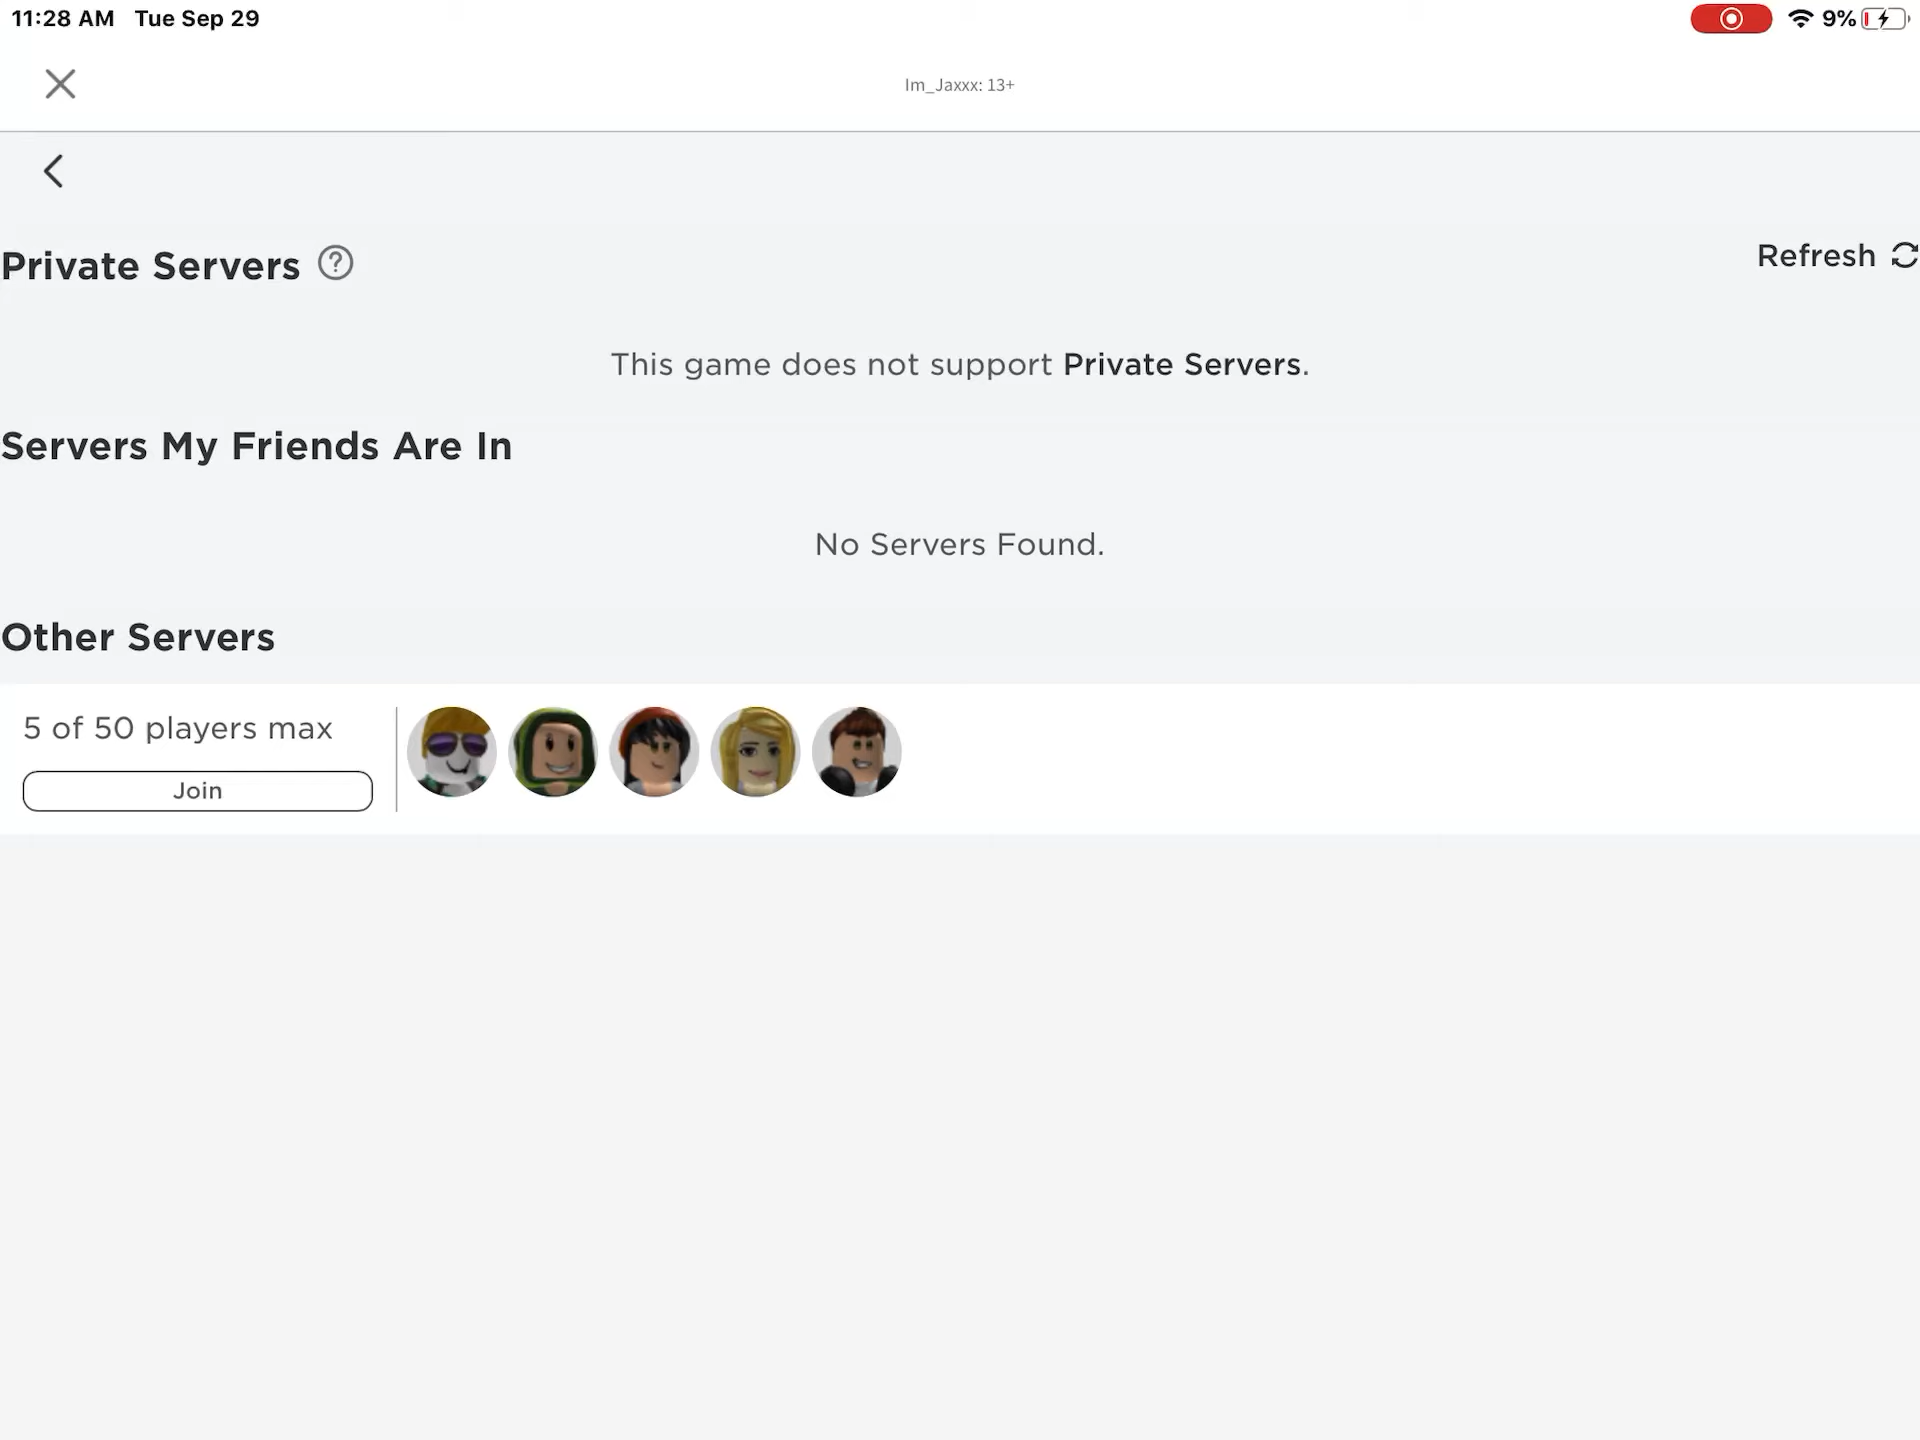 11:28 AM Tue Sep 29
9%
Im_Jaxxx: 13+
Private Servers ?
Refresh
This game does not support Private Servers.
Servers My Friends Are In
No Servers Found.
Other Servers
5 of 50 players max
Join